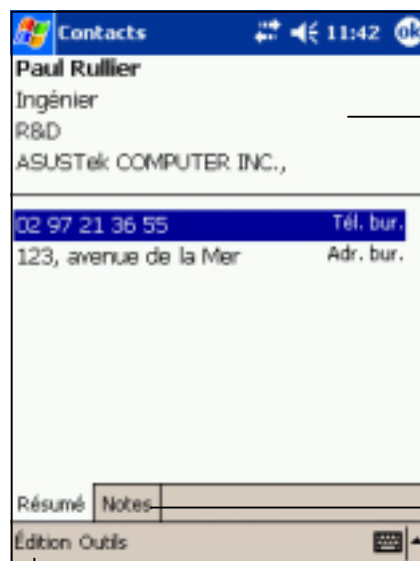 Contacts 11:42 ok
Paul Rullier
Ingénier
R&D
ASUSTek COMPUTER INC.,
02 97 21 36 55 Tél. bur.
123, avenue de la Mer Adr. bur.
Résumé Notes
Édition Outils